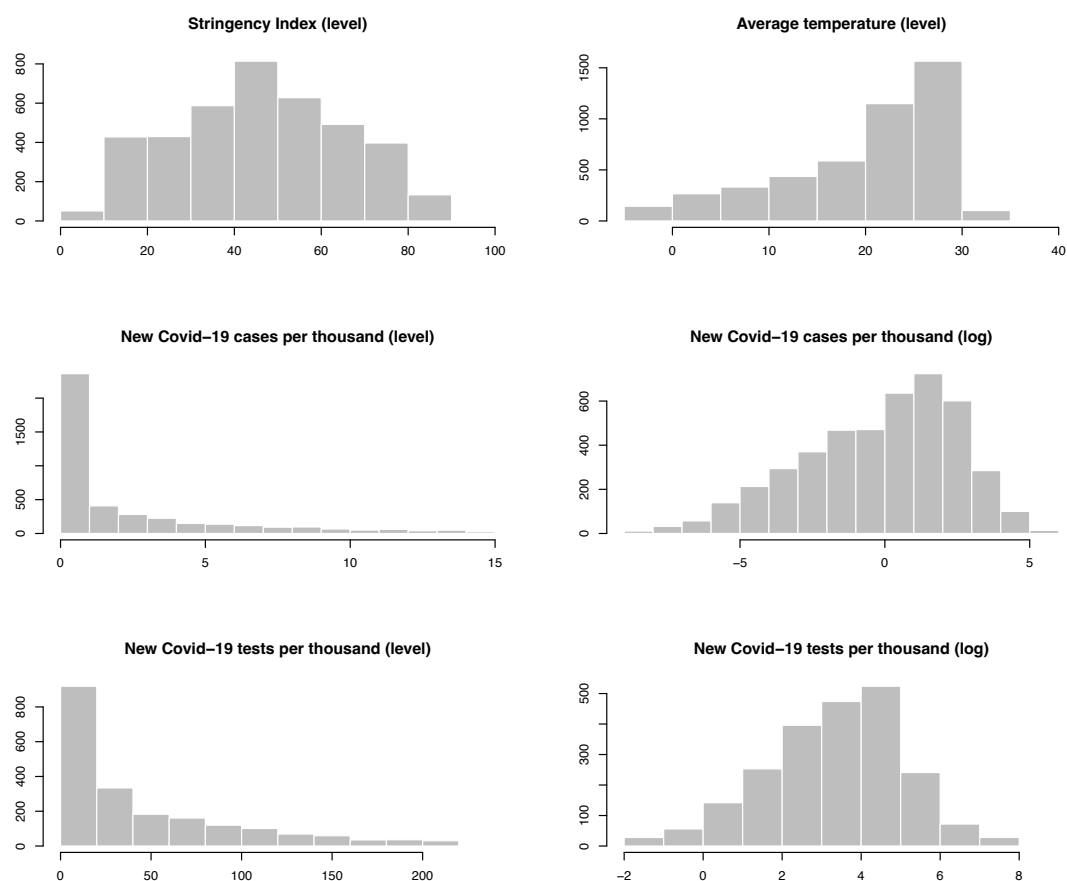 Stringency Index (level)
800
600
400
200
0
0 20 40 60 80 100
Average temperature (level)
1500
1000
500
0
0 10 20 30 40
New Covid−19 cases per thousand (level)
1500
500
0
0 5 10 15
New Covid−19 cases per thousand (log)
600
400
200
0
−5 0 5
New Covid−19 tests per thousand (level)
800
600
400
200
0
0 50 100 150 200
New Covid−19 tests per thousand (log)
500
300
100
0
−2 0 2 4 6 8